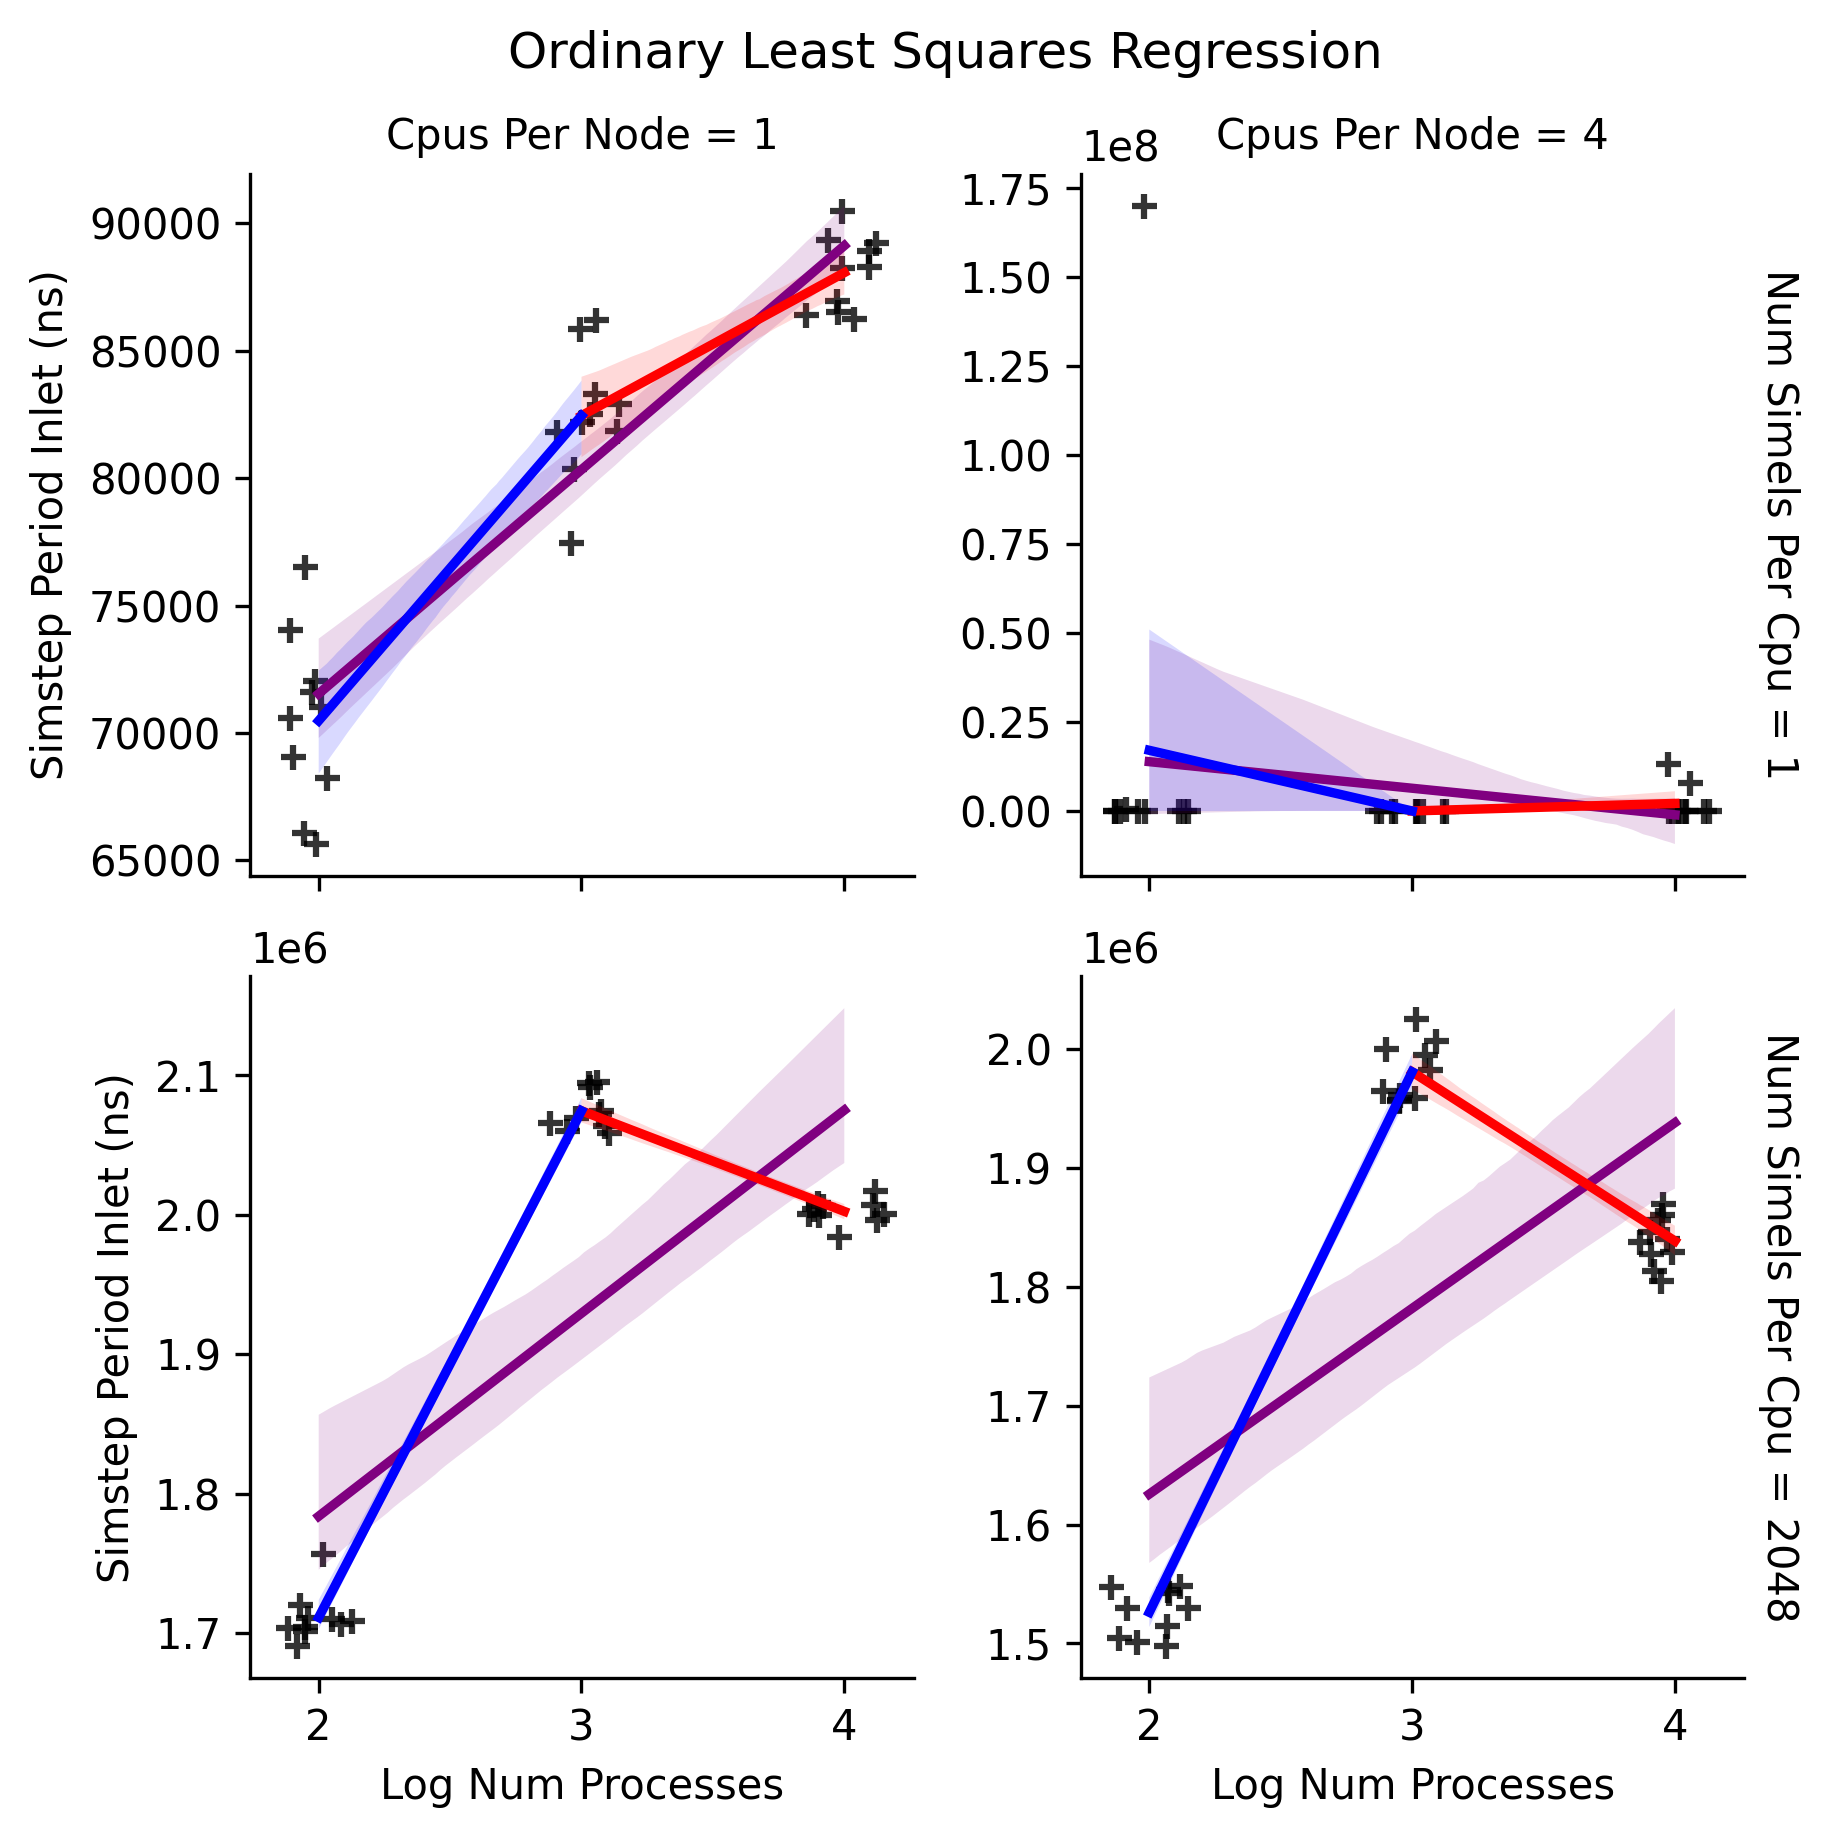 Ordinary Least Squares Regression
Cpus Per Node = 1
Cpus Per Node = 4
Simstep Period Inlet (ns)
90000
85000
80000
75000
70000
65000
1e8
1.75
1.50
1.25
1.00
0.75
0.50
0.25
0.00
Num Simels Per Cpu = 1
Simstep Period Inlet (ns)
1e6
2.1
2.0
1.9
1.8
1.7
2
3
4
Log Num Processes
1e6
2.0
1.9
1.8
1.7
1.6
1.5
2
3
4
Log Num Processes
Num Simels Per Cpu = 2048